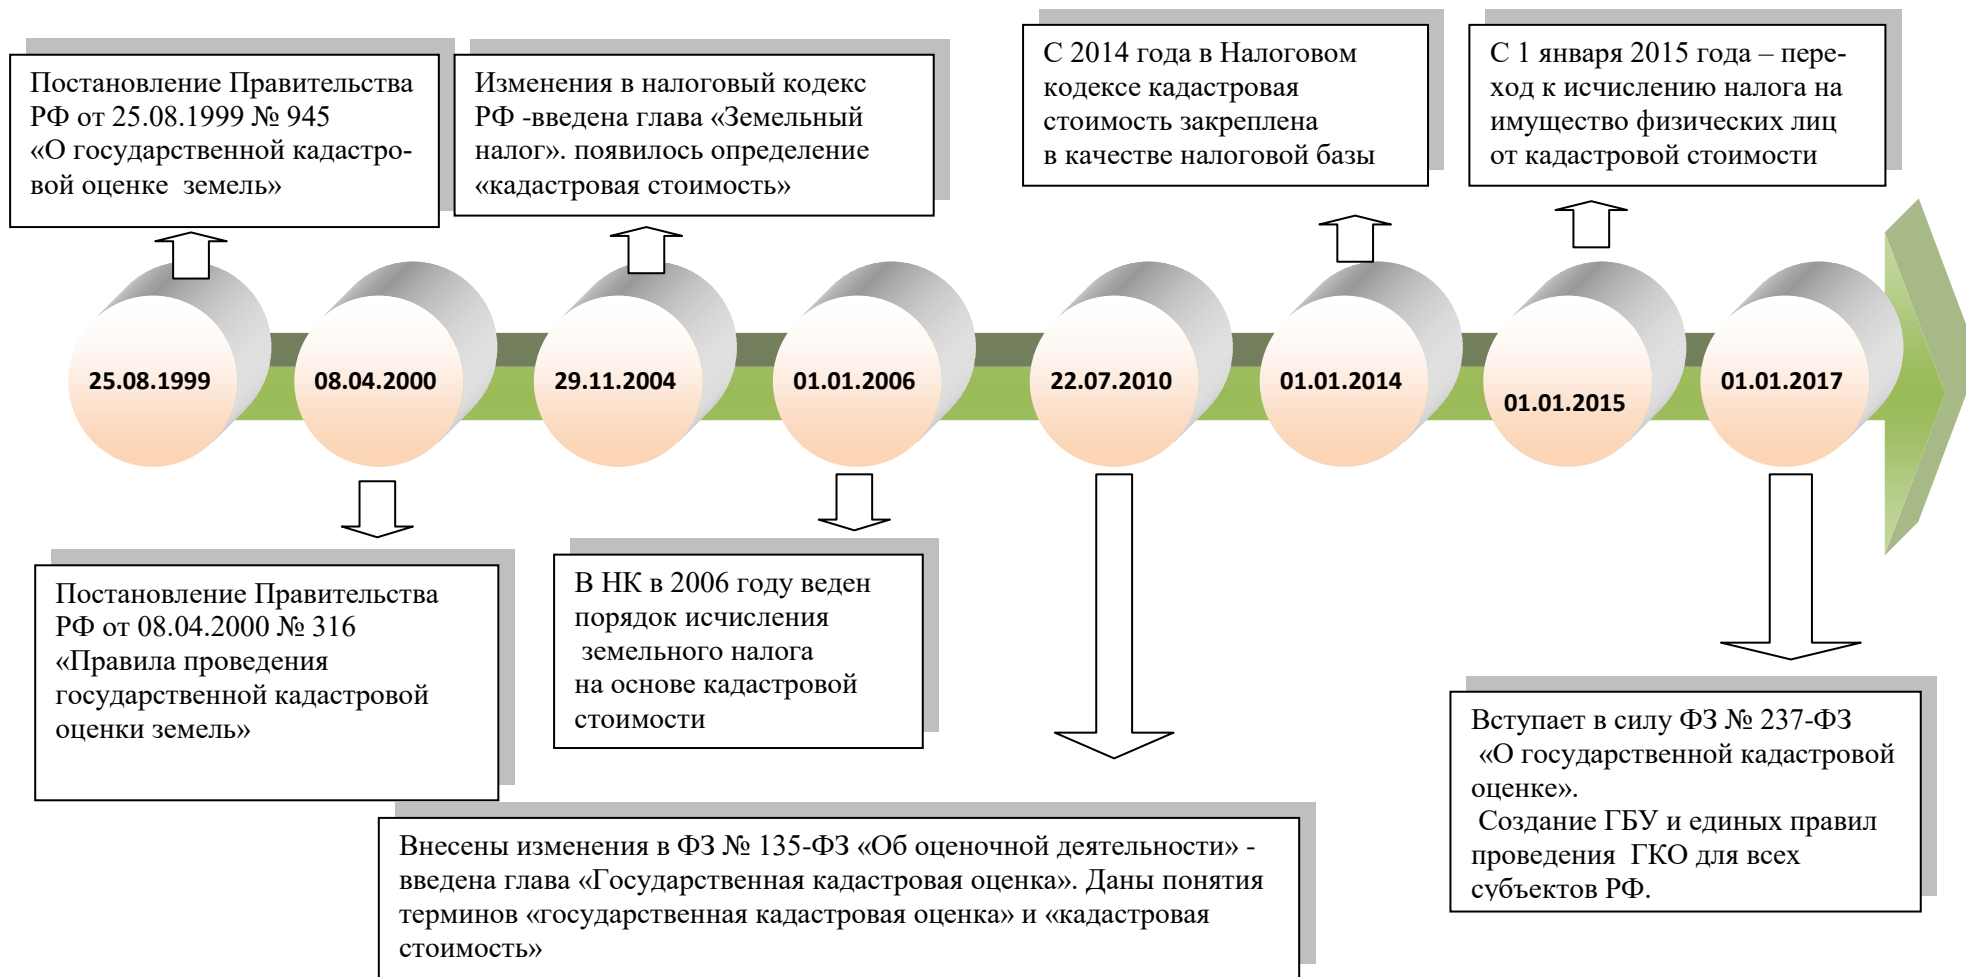 Постановление Правительства
РФ от 25.08.1999 № 945
«О государственной кадастро-
вой оценке земель»
Изменения в налоговый кодекс
РФ -введена глава «Земельный
налог». появилось определение
«кадастровая стоимость»
С 2014 года в Налоговом
кодексе кадастровая
стоимость закреплена
в качестве налоговой базы
С 1 января 2015 года – пере-
ход к исчислению налога на
имущество физических лиц
от кадастровой стоимости
25.08.1999
08.04.2000
29.11.2004
01.01.2006
22.07.2010
01.01.2014
01.01.2015
01.01.2017
Постановление Правительства
РФ от 08.04.2000 № 316
«Правила проведения
государственной кадастровой
оценки земель»
В НК в 2006 году веден
порядок исчисления
земельного налога
на основе кадастровой
стоимости
Внесены изменения в ФЗ № 135-ФЗ «Об оценочной деятельности» -
введена глава «Государственная кадастровая оценка». Даны понятия
терминов «государственная кадастровая оценка» и «кадастровая
стоимость»
Вступает в силу ФЗ № 237-ФЗ
«О государственной кадастровой
оценке».
Создание ГБУ и единых правил
проведения ГКО для всех
субъектов РФ.